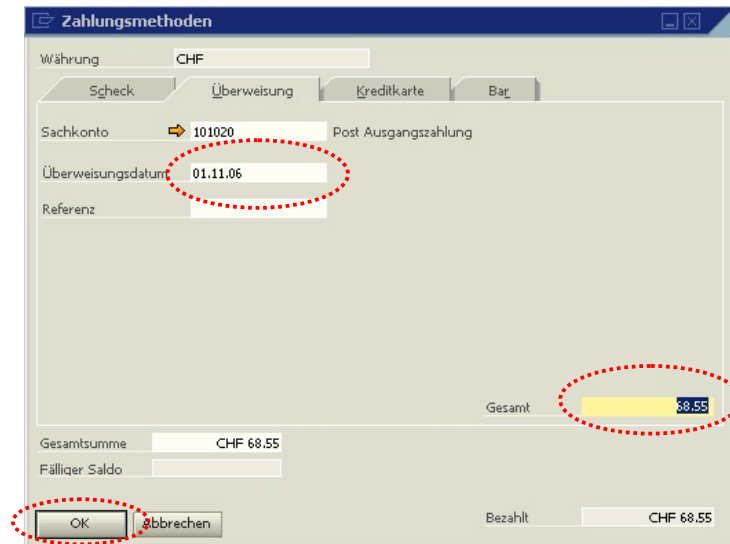 Zahlungsmethoden
Währung CHF
Scheck Überweisung Kreditkarte Bar
Sachkonto 101020 Post Ausgangszahlung
Überweisungsdatum 01.11.06
Referenz
Gesamt 68.55
Gesamtsumme CHF 68.55
Fälliger Saldo
OK Abbrechen Bezahlt CHF 68.55